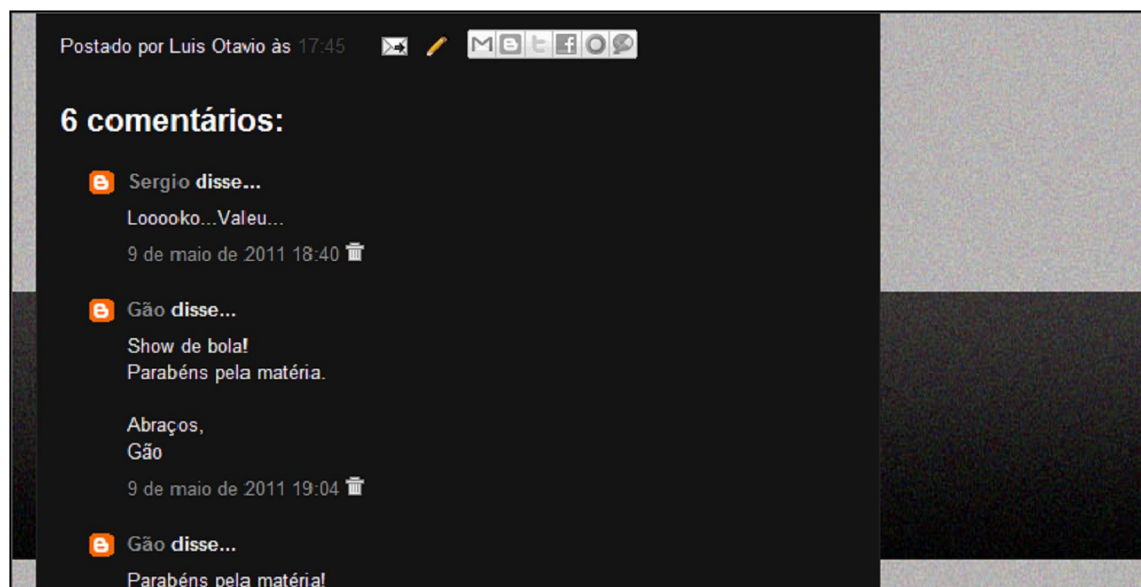 Postado por Luis Otavio às 17:45
6 comentários:
Sergio disse...
Looooko...Valeu...
9 de maio de 2011 18:40
Gão disse...
Show de bola!
Parabéns pela matéria.
Abraços,
Gão
9 de maio de 2011 19:04
Gão disse...
Parabéns pela matéria!